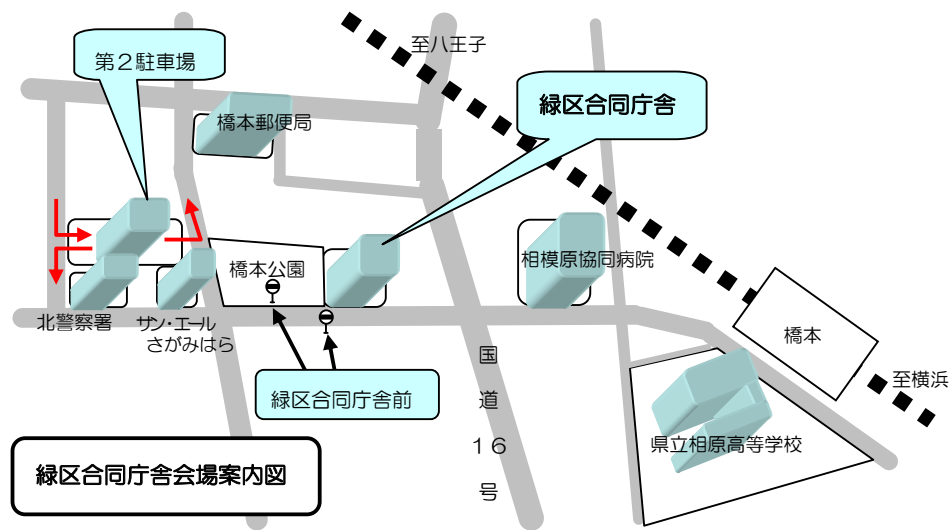 至八王子
第２駐車場
緑区合同庁舎
橋本郵便局
橋本公園
相模原協同病院
北警察署
サン・エール
さがみはら
橋本
至横浜
緑区合同庁舎前
国道１６号
県立相原高等学校
緑区合同庁舎会場案内図